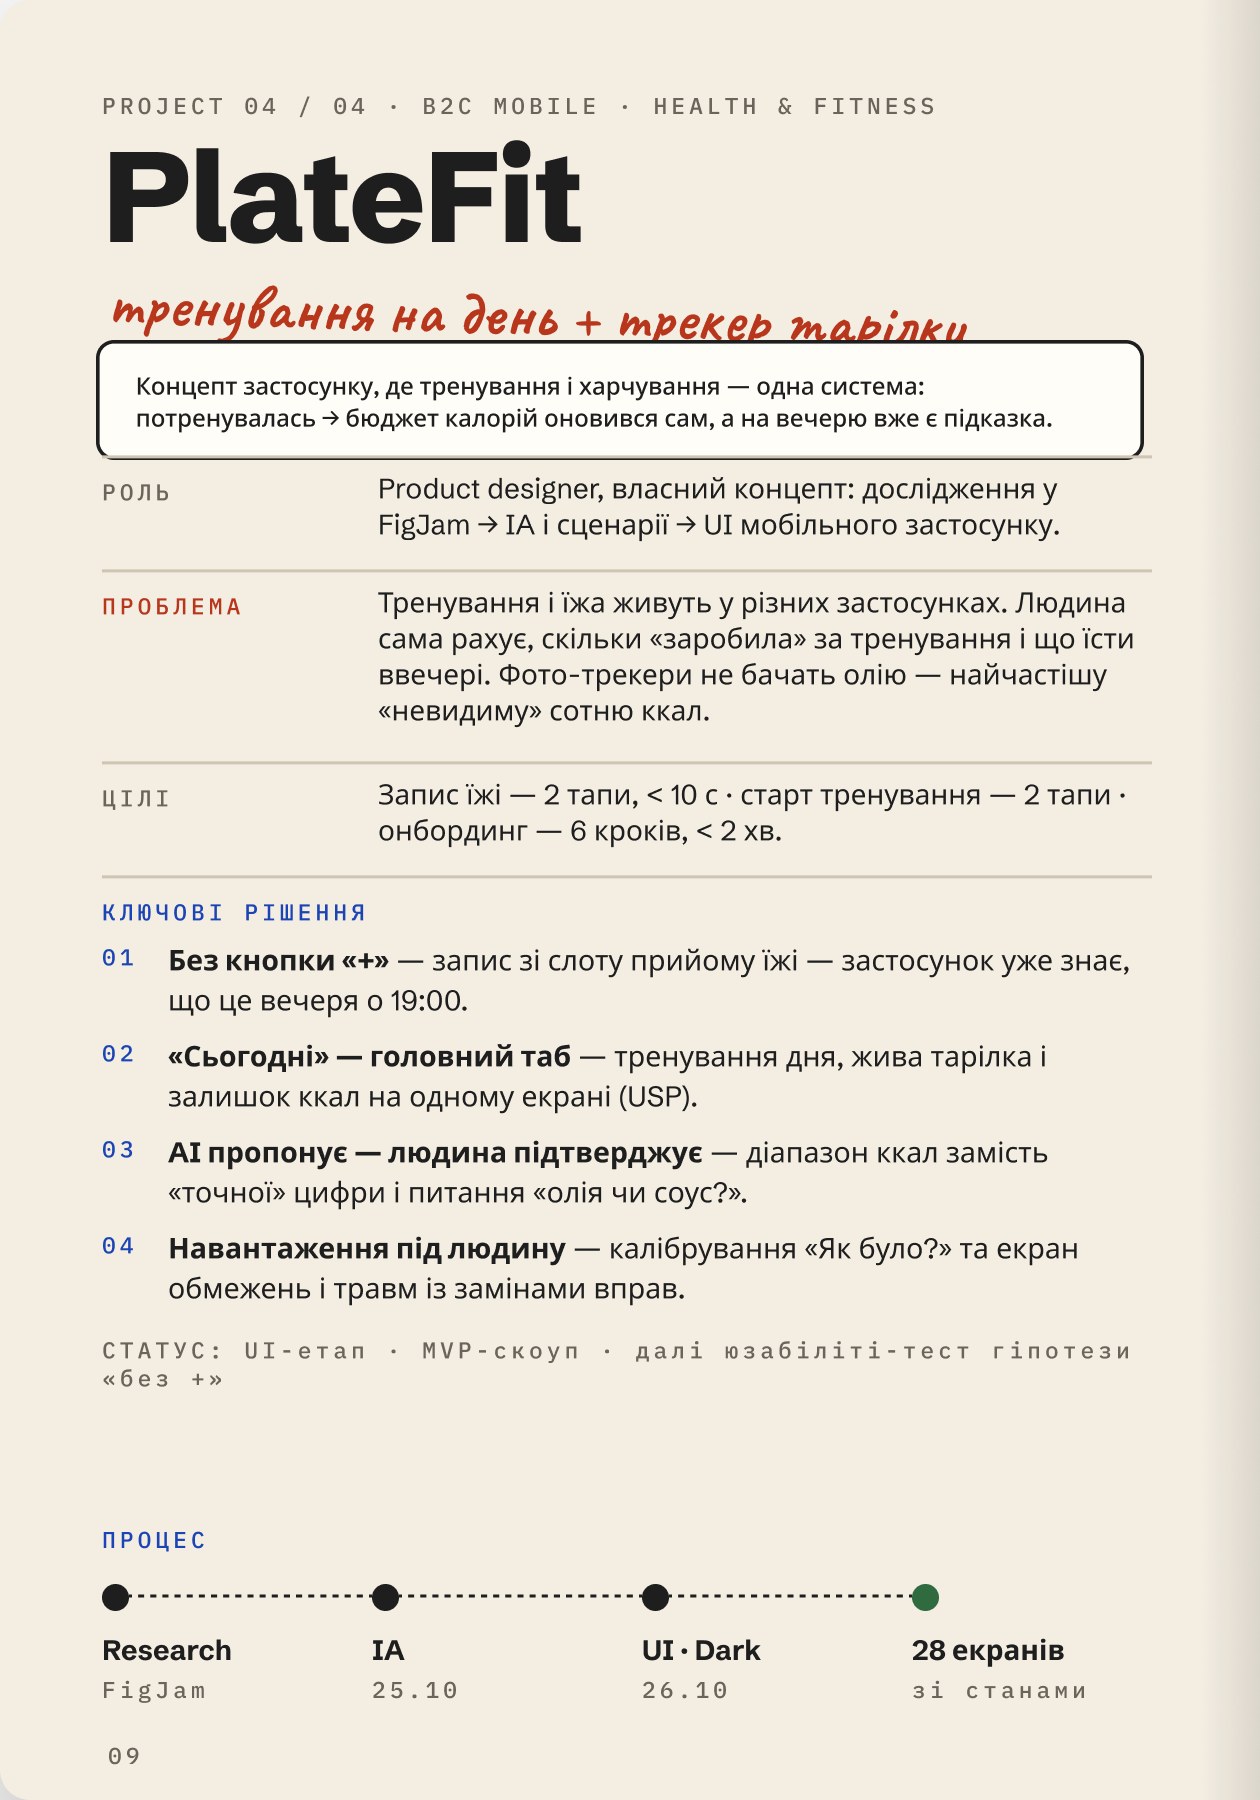 PROJECT 04 / 04 · B2C MOBILE · HEALTH & FITNESS
PlateFit
тренування на день + трекер тарілки
Концепт застосунку, де тренування і харчування — одна система:
потренувалась → бюджет калорій оновився сам, а на вечерю вже є підказка.
РОЛЬ
Product designer, власний концепт: дослідження у
FigJam → IA і сценарії → UI мобільного застосунку.
ПРОБЛЕМА
Тренування і їжа живуть у різних застосунках. Людина
сама рахує, скільки «заробила» за тренування і що їсти
ввечері. Фото-трекери не бачать олію — найчастішу
«невидиму» сотню ккал.
ЦІЛІ
Запис їжі — 2 тапи, < 10 с · старт тренування — 2 тапи ·
онбординг — 6 кроків, < 2 хв.
КЛЮЧОВІ РІШЕННЯ
01 Без кнопки «+» — запис зі слоту прийому їжі — застосунок уже знає,
що це вечеря о 19:00.
02 «Сьогодні» — головний таб — тренування дня, жива тарілка і
залишок ккал на одному екрані (USP).
03 AI пропонує — людина підтверджує — діапазон ккал замість
«точної» цифри і питання «олія чи соус?».
04 Навантаження під людину — калібрування «Як було?» та екран
обмежень і травм із замінами вправ.
СТАТУС: UI-етап · MVP-скоуп · далі юзабіліті-тест гіпотези
«без +»
ПРОЦЕС
Research IA UI · Dark 28 екранів
FigJam 25.10 26.10 зі станами
09